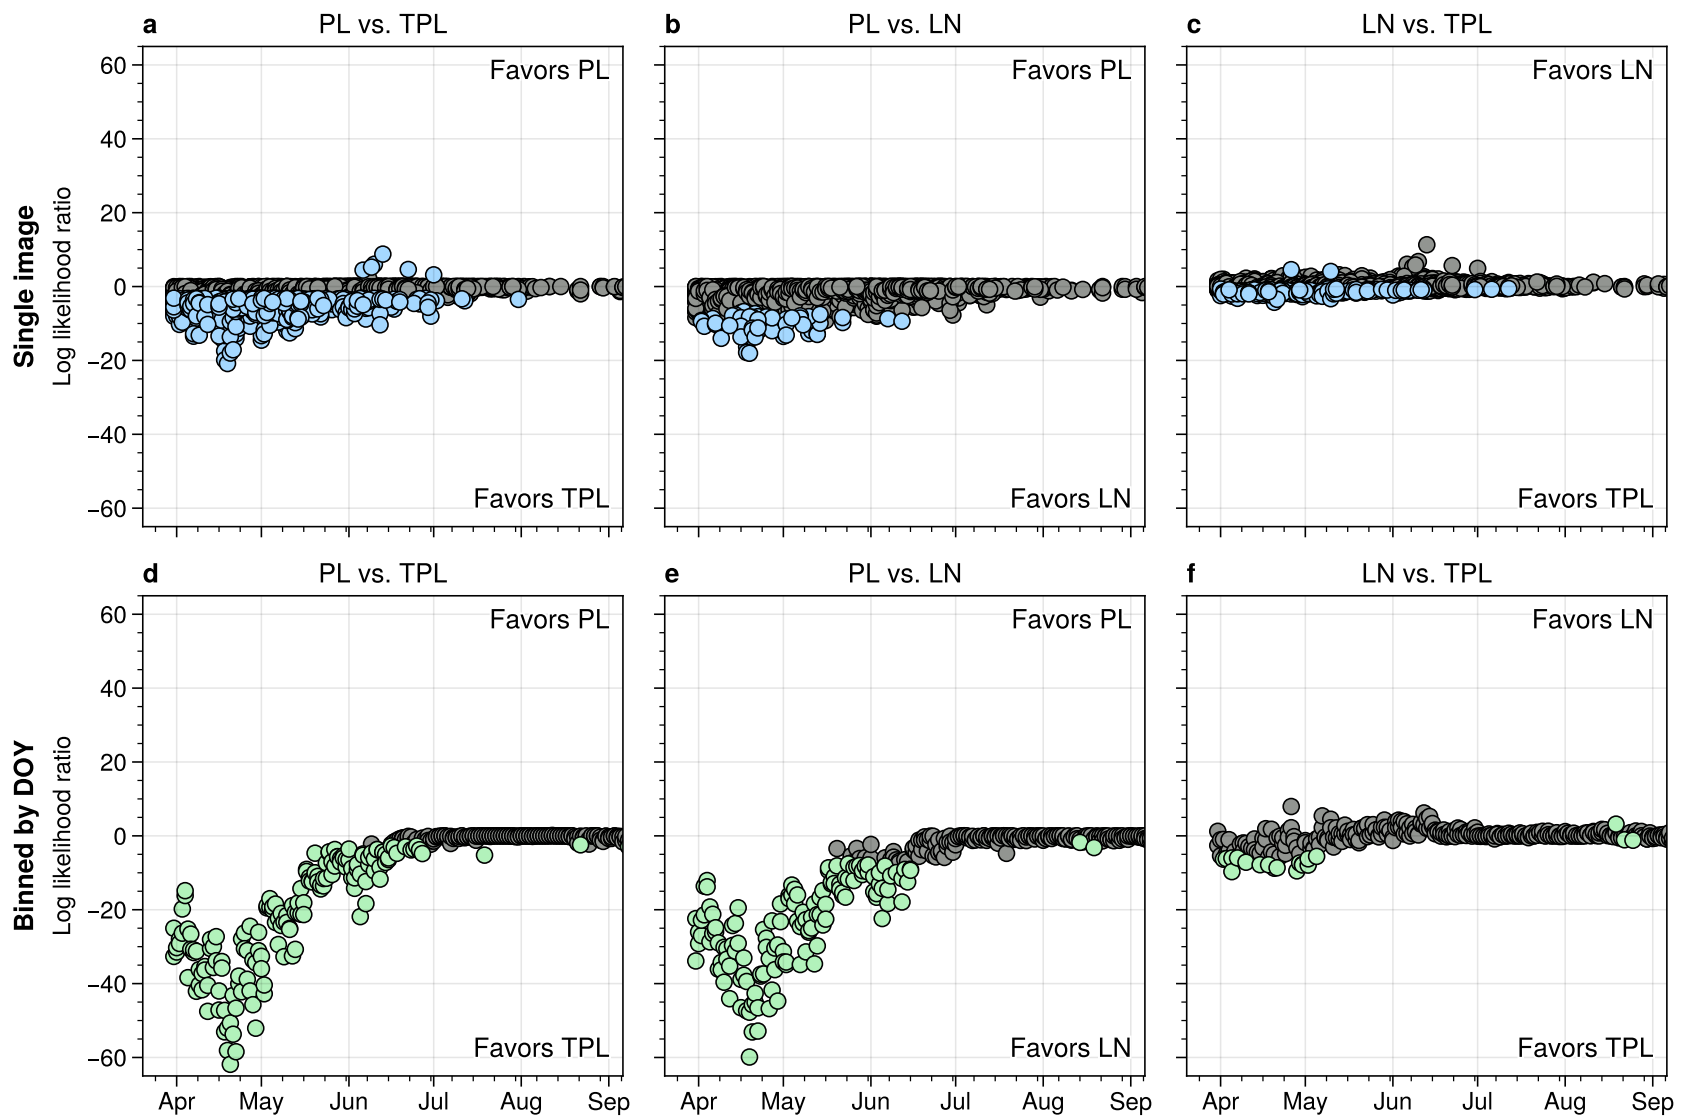 a PL vs. TPL
b PL vs. LN
c LN vs. TPL
Single image
Log likelihood ratio
60
40
20
0
−20
−40
−60
Favors PL
Favors TPL
Favors PL
Favors LN
Favors LN
Favors TPL
d PL vs. TPL
e PL vs. LN
f LN vs. TPL
Binned by DOY
Log likelihood ratio
60
40
20
0
−20
−40
−60
Favors PL
Favors TPL
Favors PL
Favors LN
Favors LN
Favors TPL
Apr May Jun Jul Aug Sep
Apr May Jun Jul Aug Sep
Apr May Jun Jul Aug Sep